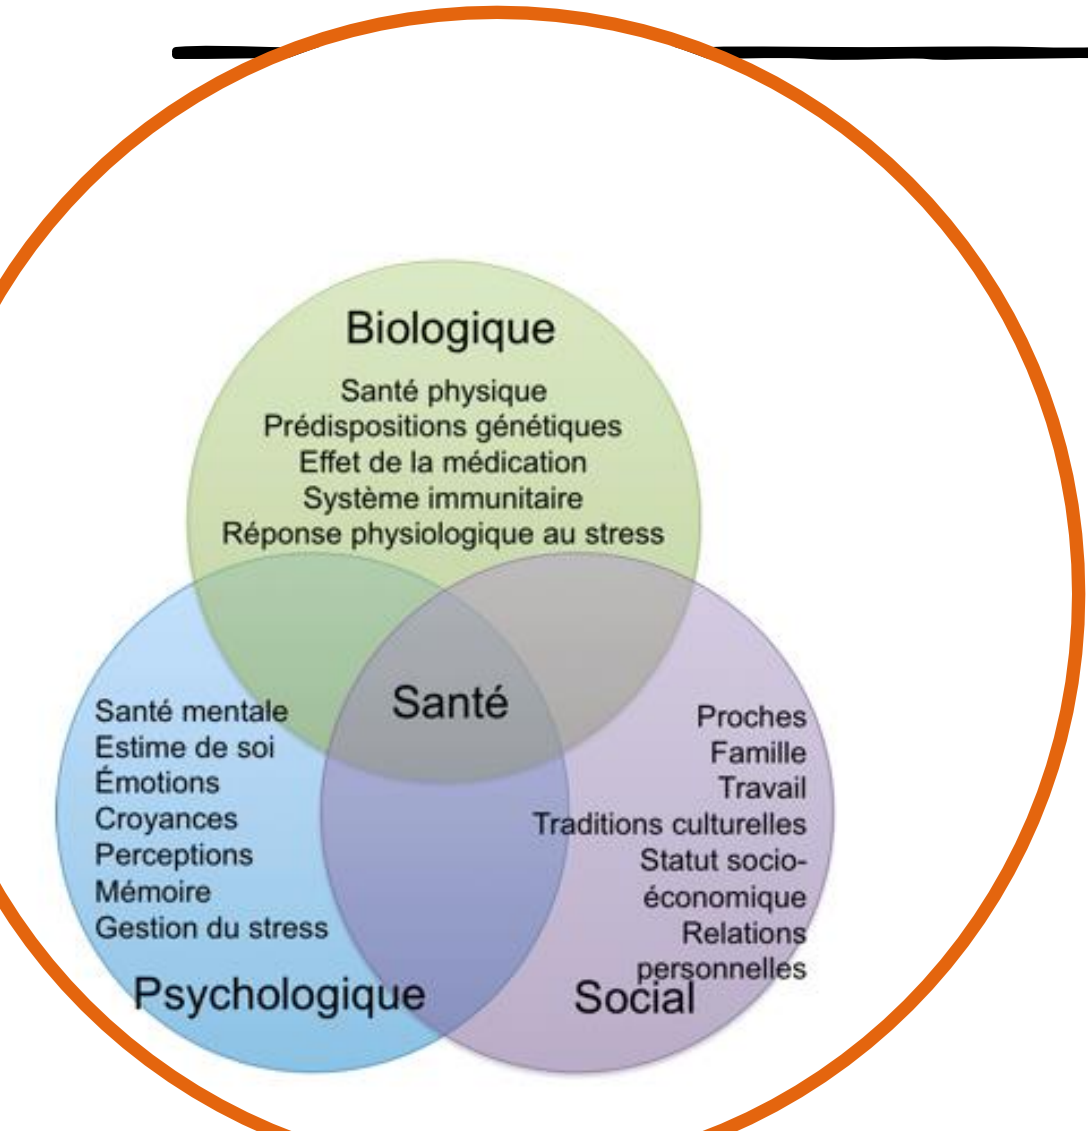 Biologique
Santé physique
Prédispositions génétiques
Effet de la médication
Système immunitaire
Réponse physiologique au stress
Santé
Santé mentale
Estime de soi
Émotions
Croyances
Perceptions
Mémoire
Gestion du stress
Psychologique
Proches
Famille
Travail
Traditions culturelles
Statut socio-
économique
Relations
personnelles
Social